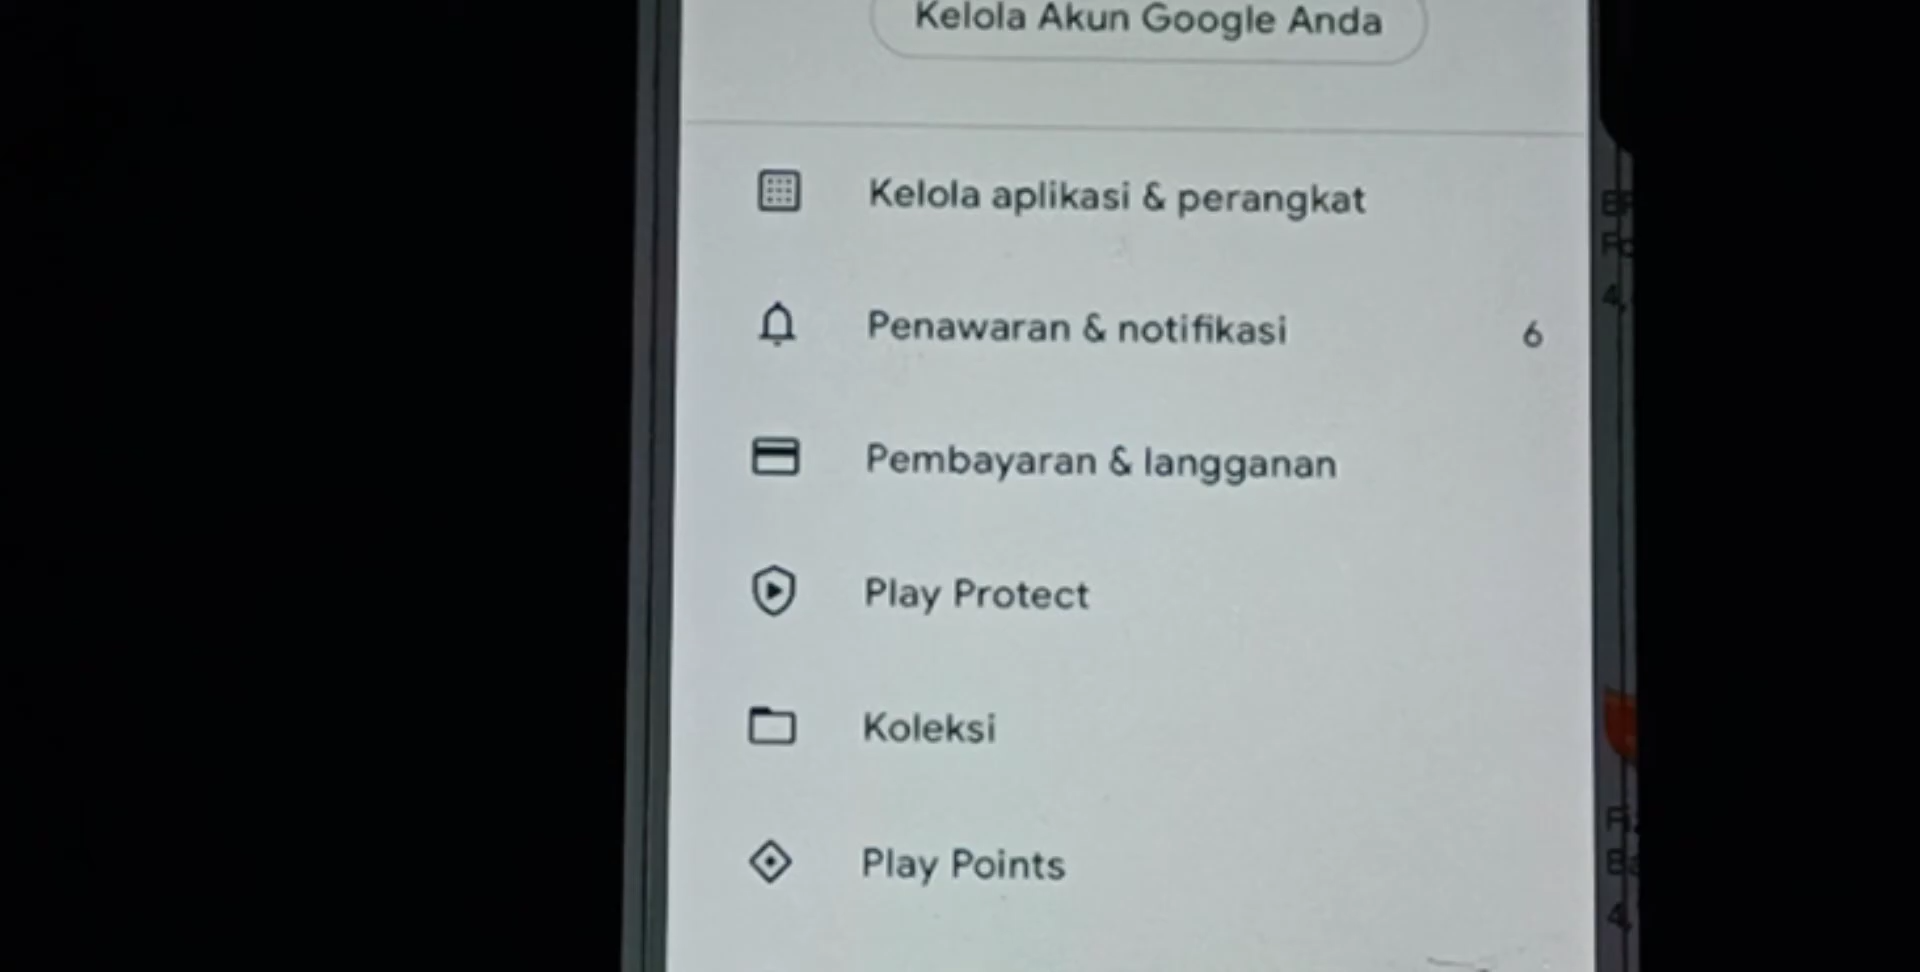 Kelola Akun Google Anda
Kelola aplikasi & perangkat
Penawaran & notifikasi
6
Pembayaran & langganan
Play Protect
Koleksi
Play Points